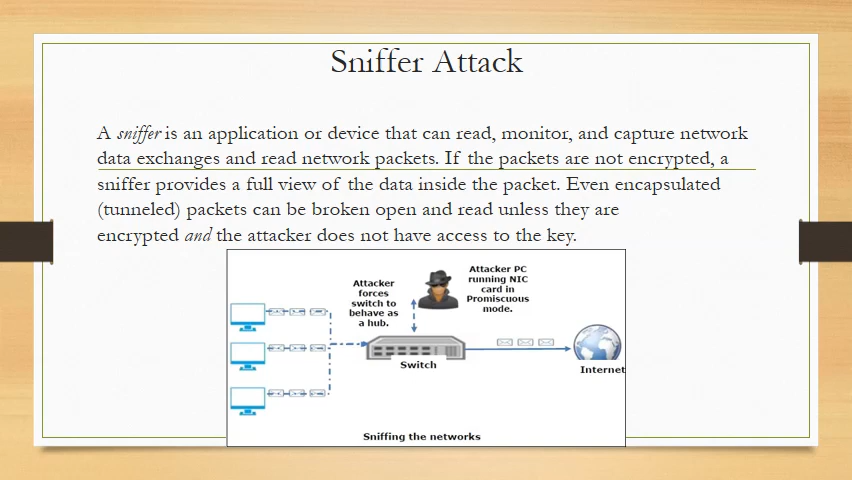 Sniffer Attack
A sniffer is an application or device that can read, monitor, and capture network
data exchanges and read network packets. If the packets are not encrypted, a
sniffer provides a full view of the data inside the packet. Even encapsulated
(tunneled) packets can be broken open and read unless they are
encrypted and the attacker does not have access to the key.
Attacker
forces
switch to
behave as
a hub.
Attacker PC
running NIC
card in
Promiscuous
mode.
Switch
Internet
Sniffing the networks